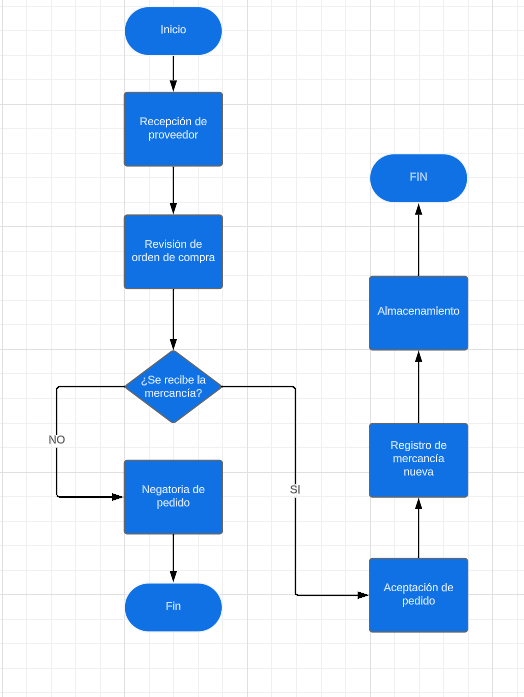 Inicio
Recepción de
proveedor
Revisión de
orden de compra
¿Se recibe la
mercancía?
NO
Negatoria de
pedido
Fin
SI
Aceptación de
pedido
Registro de
mercancía
nueva
Almacenamiento
FIN